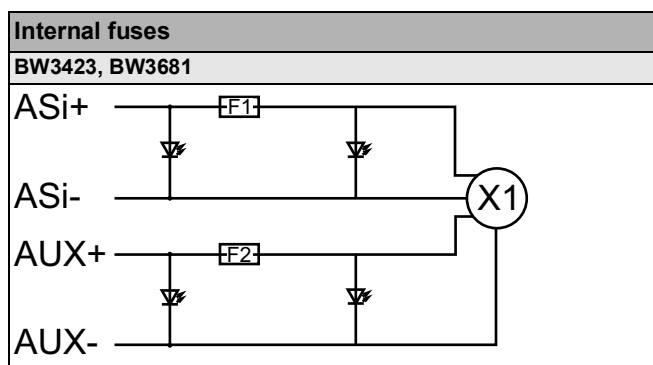 Internal fuses
BW3423, BW3681
ASi+
F1
ASi-
X1
AUX+
F2
AUX-